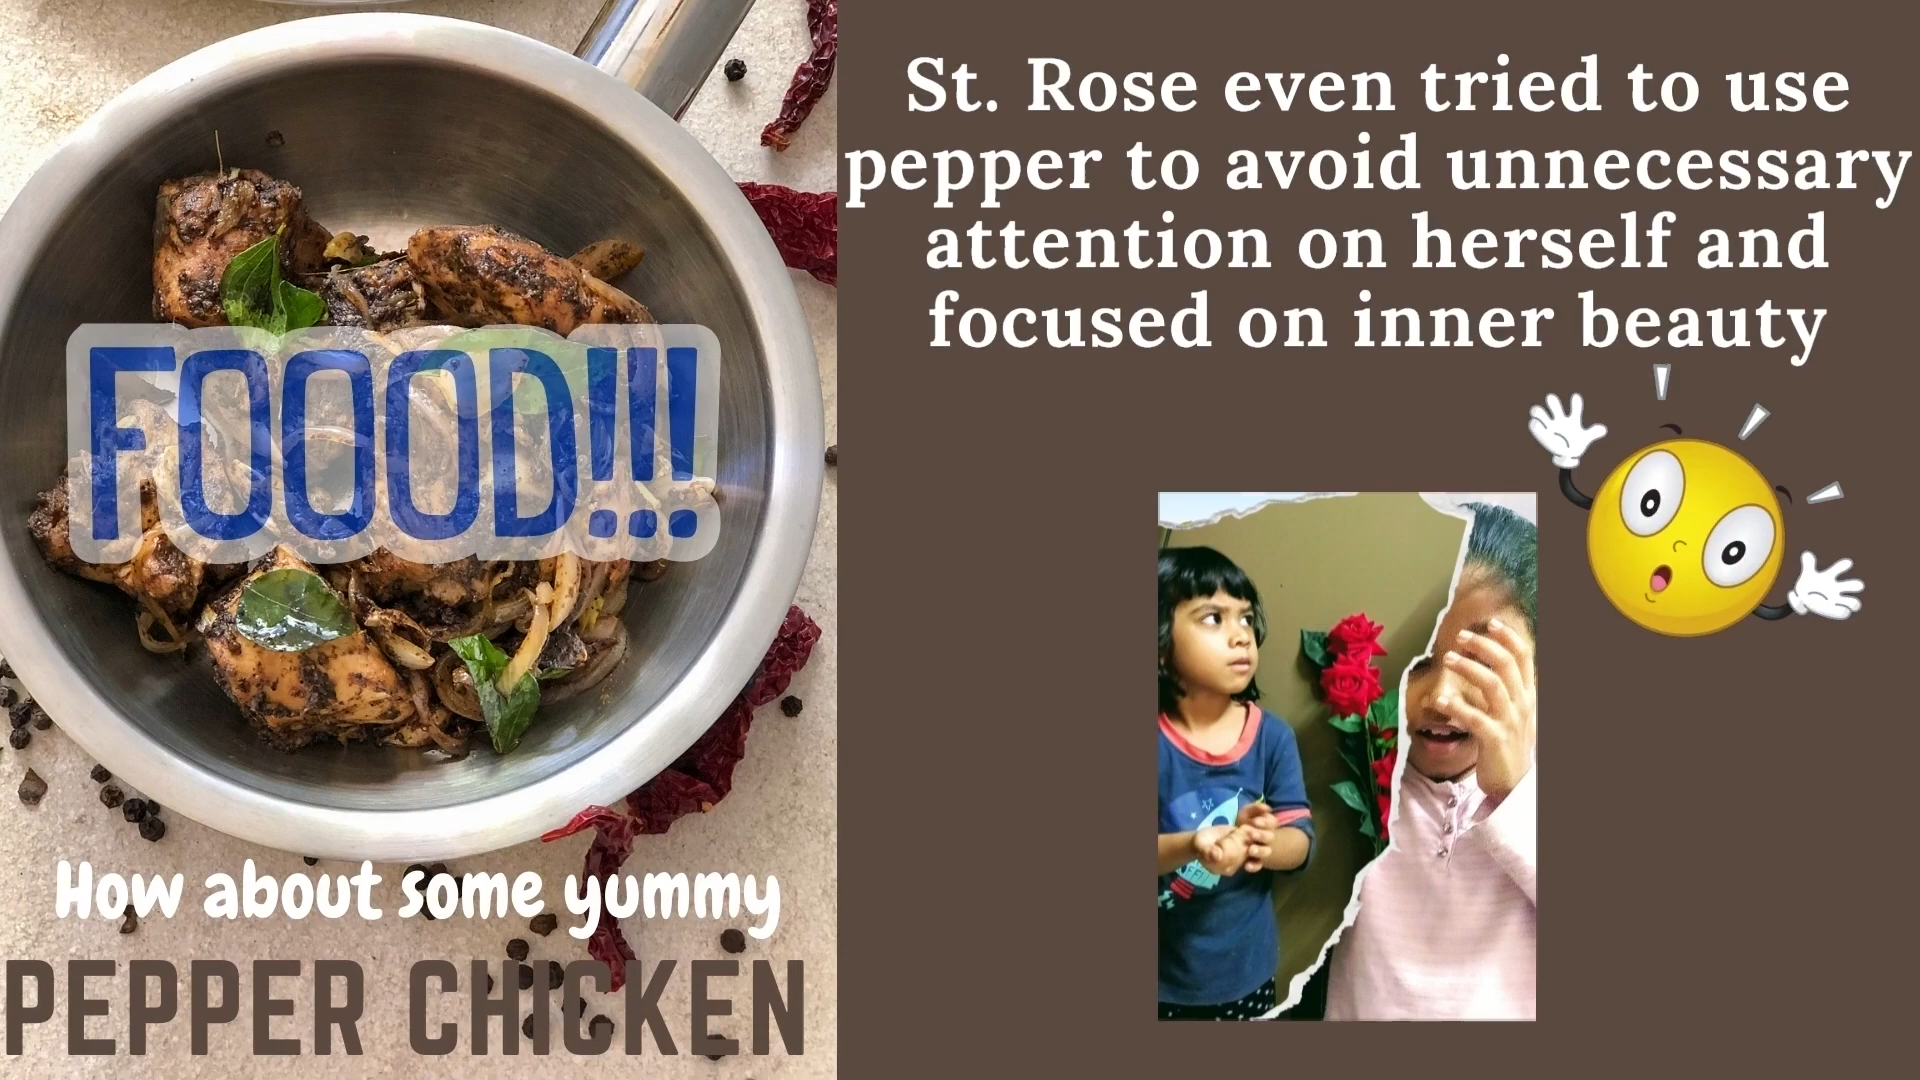 FOOOD!!!
How about some yummy
PEPPER CHICKEN
St. Rose even tried to use
pepper to avoid unnecessary
attention on herself and
focused on inner beauty